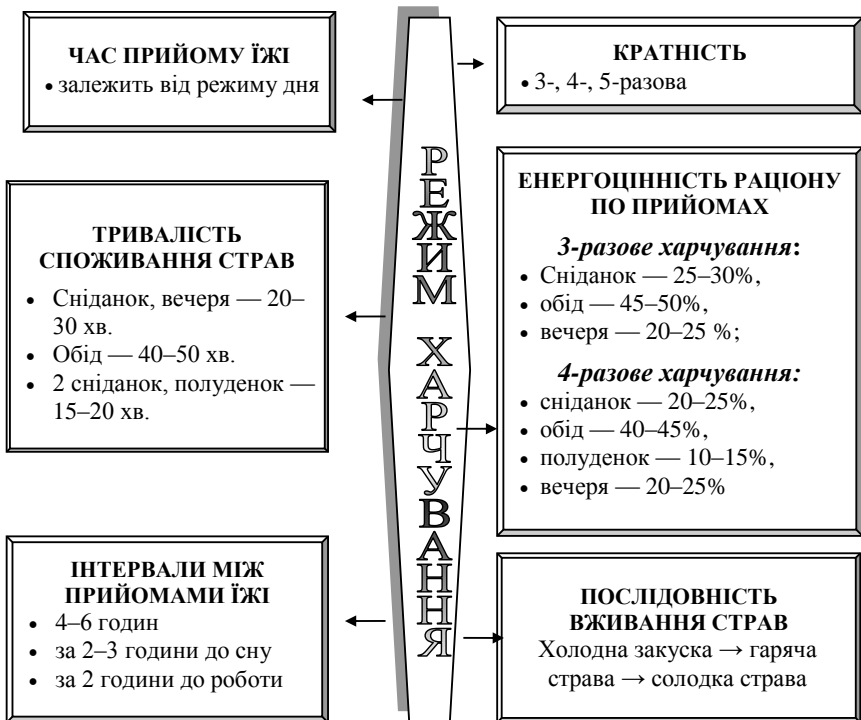 ЧАС ПРИЙОМУ ЇЖІ
• залежить від режиму дня
КРАТНІСТЬ
• 3-, 4-, 5-разова
РЕЖИМ ХАРЧУВАННЯ
ТРИВАЛІСТЬ
СПОЖИВАННЯ СТРАВ
• Сніданок, вечеря — 20–
30 хв.
• Обід — 40–50 хв.
• 2 сніданок, полуденок —
15–20 хв.
ЕНЕРГОЦІННІСТЬ РАЦІОНУ
ПО ПРИЙОМАХ
3-разове харчування:
• Сніданок — 25–30%,
• обід — 45–50%,
• вечеря — 20–25 %;
4-разове харчування:
• сніданок — 20–25%,
• обід — 40–45%,
• полуденок — 10–15%,
• вечеря — 20–25%
ІНТЕРВАЛИ МІЖ
ПРИЙОМАМИ ЇЖІ
• 4–6 годин
• за 2–3 години до сну
• за 2 години до роботи
ПОСЛІДОВНІСТЬ
ВЖИВАННЯ СТРАВ
Холодна закуска → гаряча
страва → солодка страва